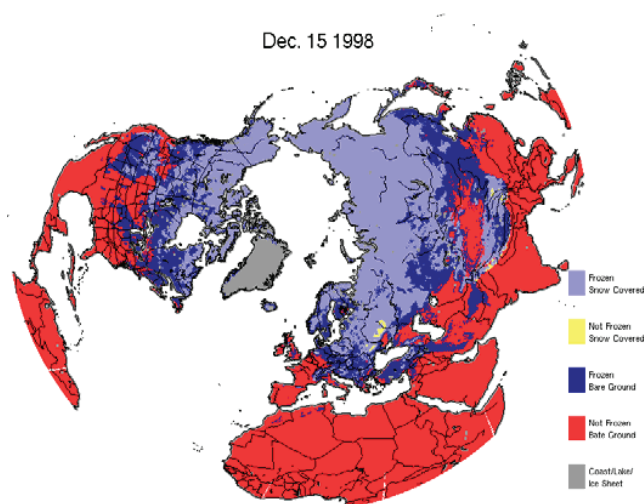 Dec. 15 1998
Frozen
Snow Covered
Not Frozen
Snow Covered
Frozen
Bare Ground
Not Frozen
Bate Ground
Coast/Lake/
Ice Sheet